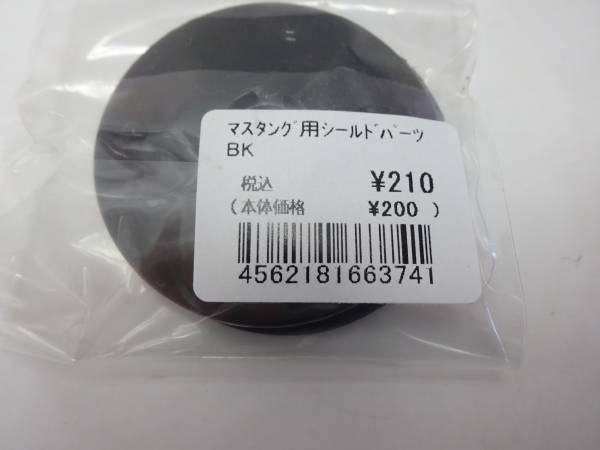 ﾏｽﾀﾝｸﾞ用ｼｰﾙﾄﾞﾊﾟｰﾂ
BK
税込 ¥210
(本体価格 ¥200 )
4562181663741